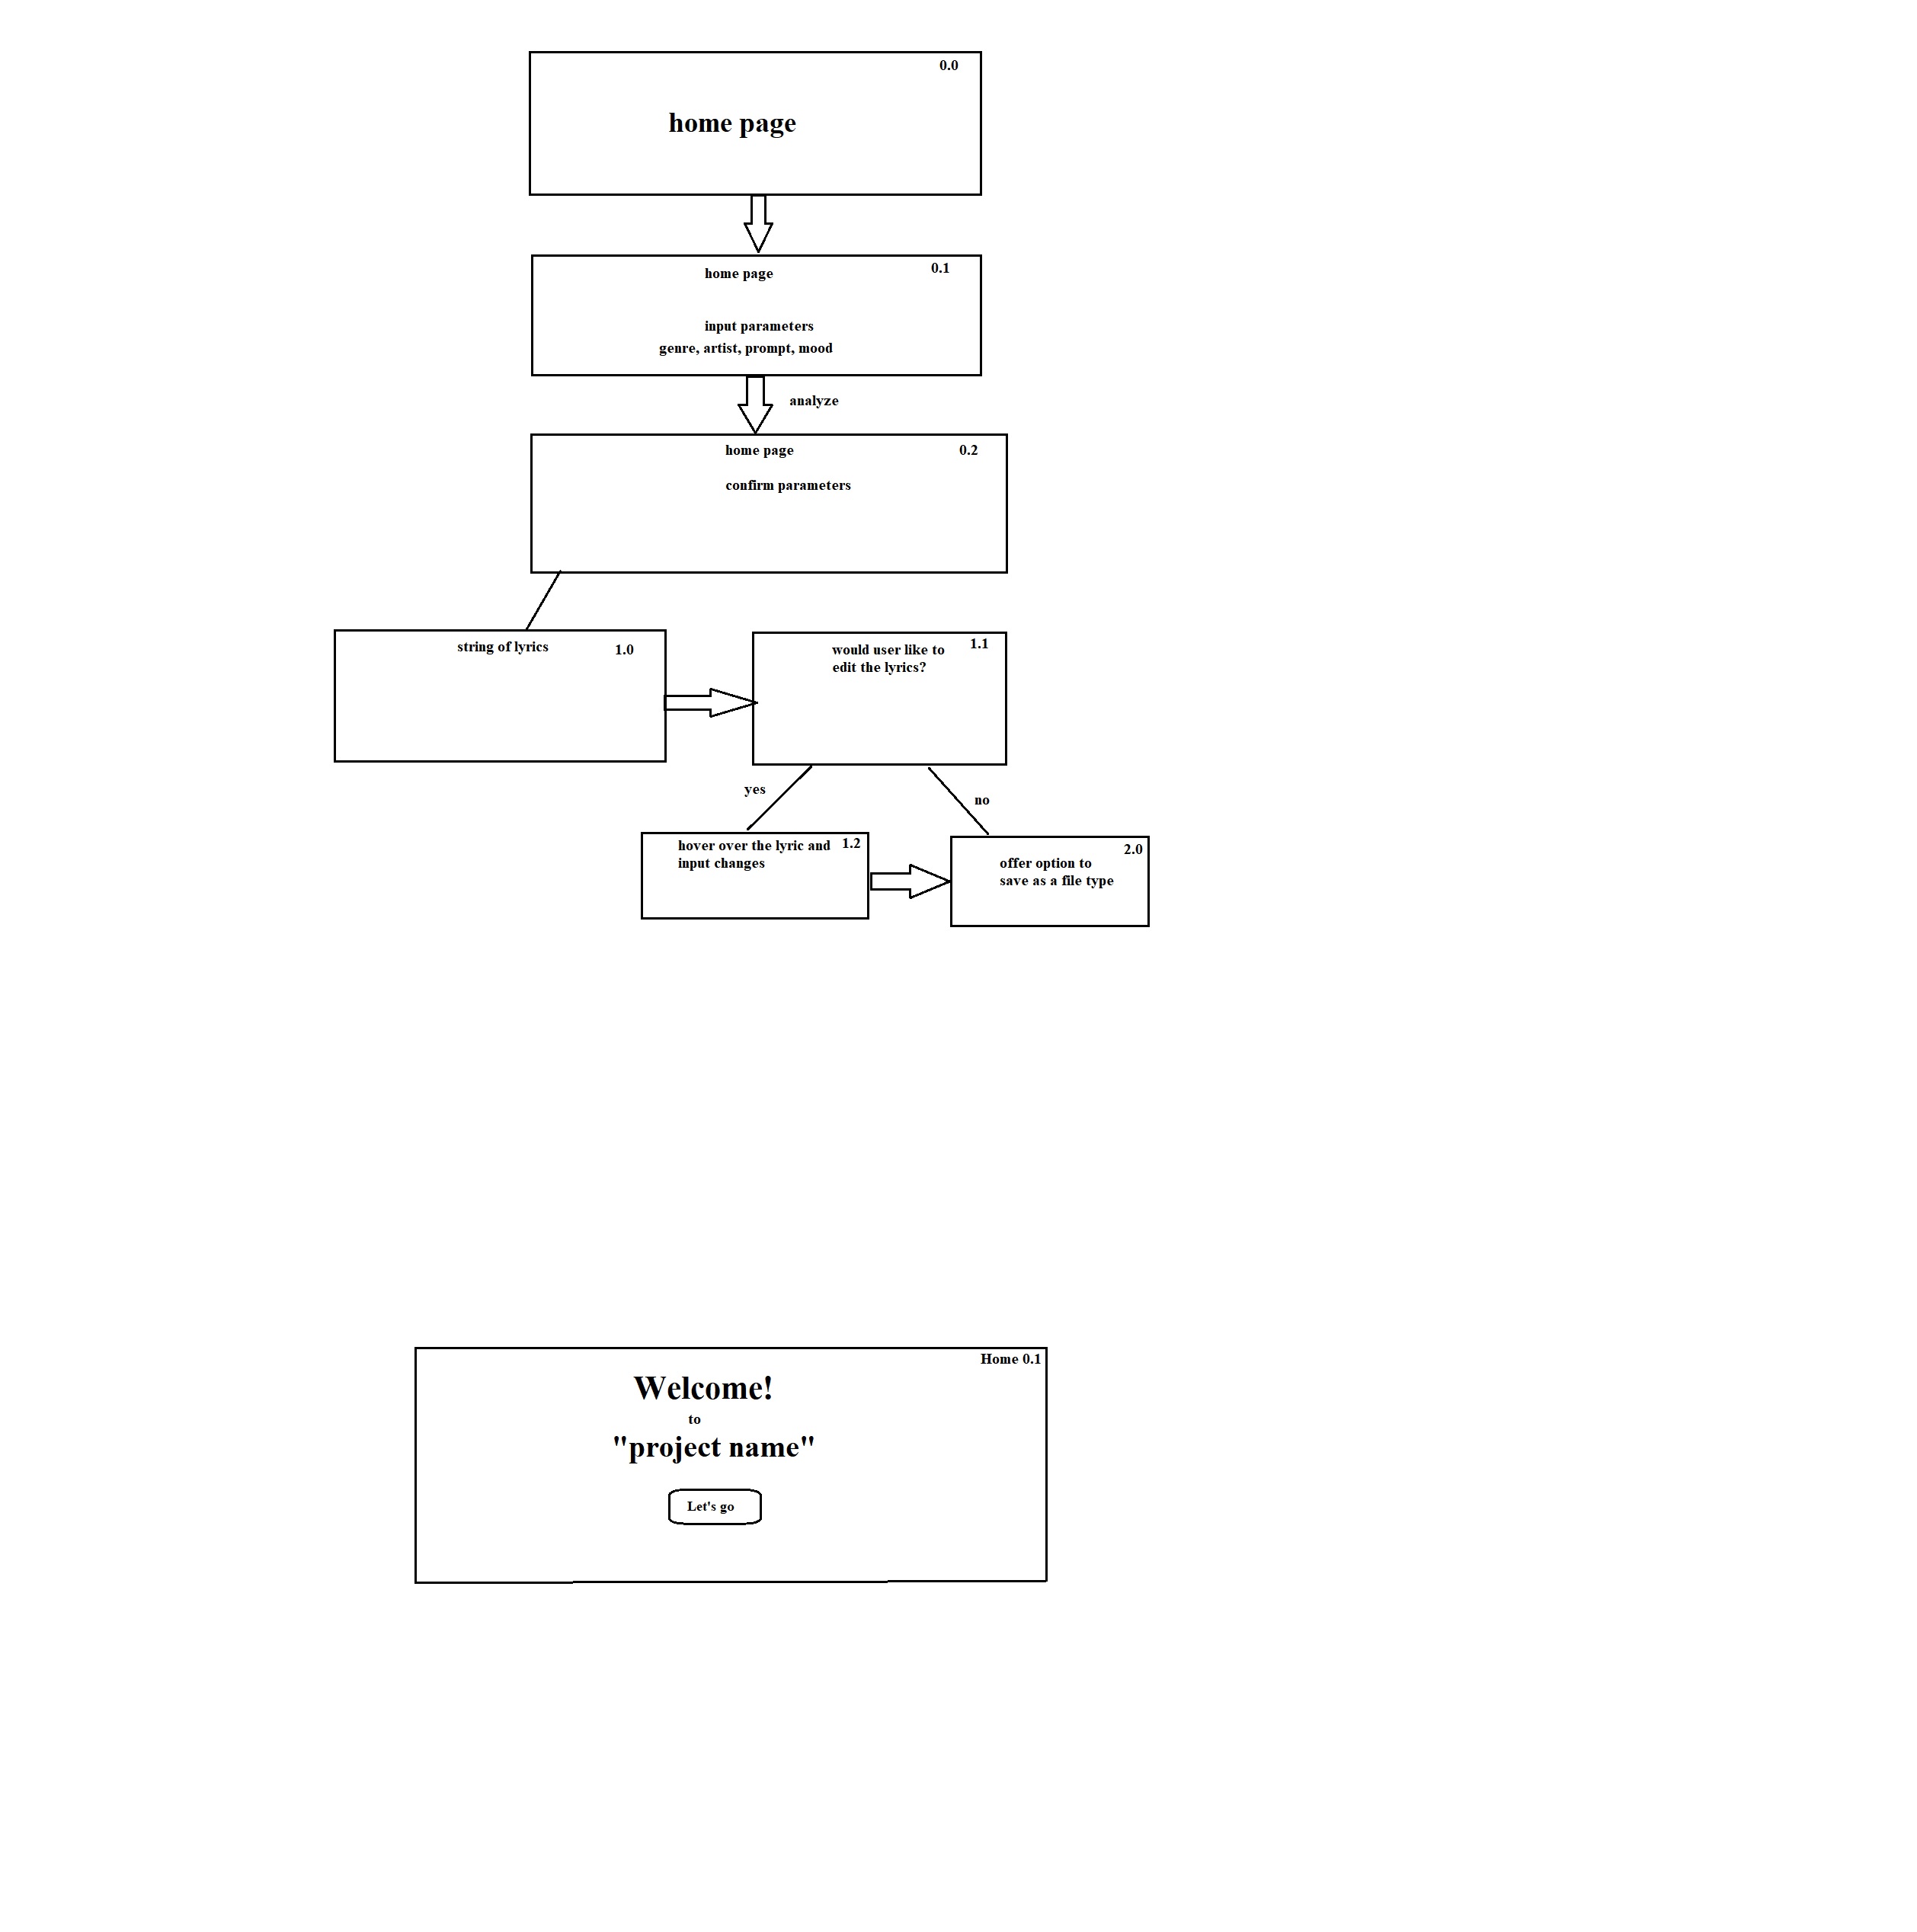 0.0
home page
home page
0.1
input parameters
genre, artist, prompt, mood
analyze
home page
0.2
confirm parameters
string of lyrics
1.0
would user like to
edit the lyrics?
1.1
yes
no
hover over the lyric and
input changes
1.2
2.0
offer option to
save as a file type
Home 0.1
Welcome!
to
"project name"
Let's go